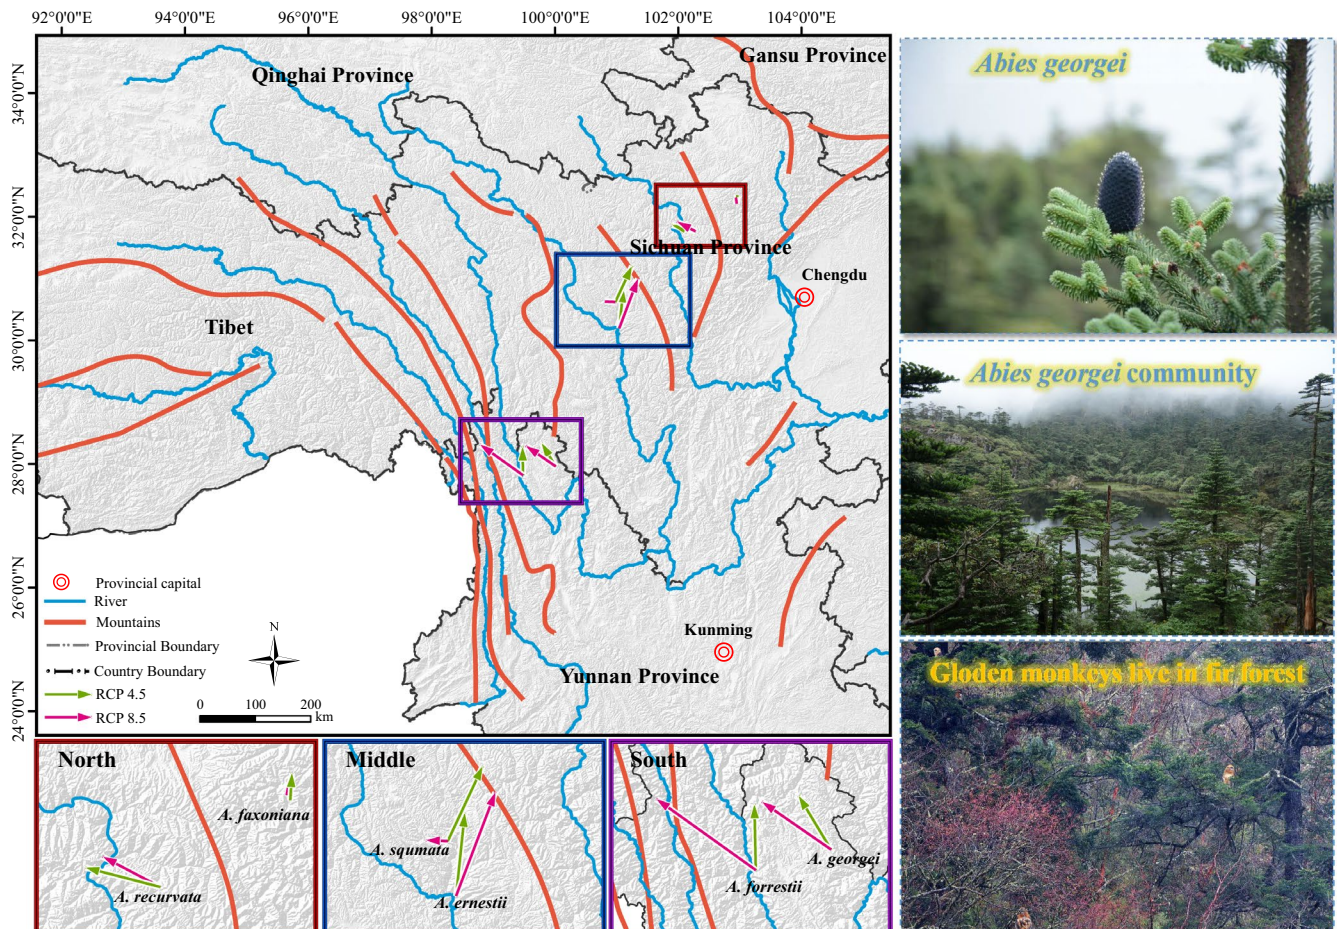 92°0'0"E 94°0'0"E 96°0'0"E 98°0'0"E 100°0'0"E 102°0'0"E 104°0'0"E
34°0'0"N
32°0'0"N
30°0'0"N
28°0'0"N
26°0'0"N
24°0'0"N
Qinghai Province
Gansu Province
Sichuan Province
Chengdu
Tibet
Kunming
Yunnan Province
Provincial capital
River
Mountains
Provincial Boundary
Country Boundary
RCP 4.5
RCP 8.5
N
0 100 200
km
North
A. faxoniana
A. recurvata
Middle
A. squmata
A. ernestii
South
A. georgei
A. forrestii
Abies georgei
Abies georgei community
Gloden monkeys live in fir forest